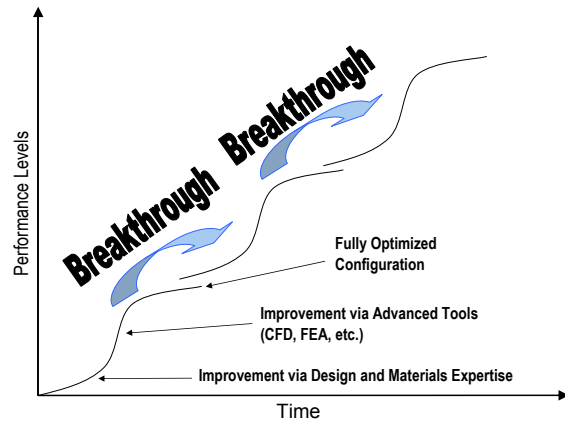 Breakthrough
Breakthrough
Performance Levels
Fully Optimized
Configuration
Improvement via Advanced Tools
(CFD, FEA, etc.)
Improvement via Design and Materials Expertise
Time